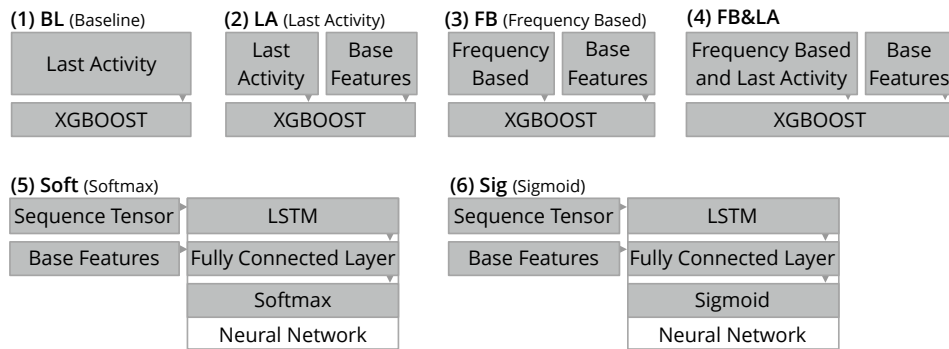 (1) BL (Baseline)
Last Activity
XGBOOST
(2) LA (Last Activity)
Last
Activity
Base
Features
XGBOOST
(3) FB (Frequency Based)
Frequency
Based
Base
Features
XGBOOST
(4) FB&LA
Frequency Based
and Last Activity
Base
Features
XGBOOST
(5) Soft (Softmax)
Sequence Tensor
LSTM
Base Features
Fully Connected Layer
Softmax
Neural Network
(6) Sig (Sigmoid)
Sequence Tensor
LSTM
Base Features
Fully Connected Layer
Sigmoid
Neural Network